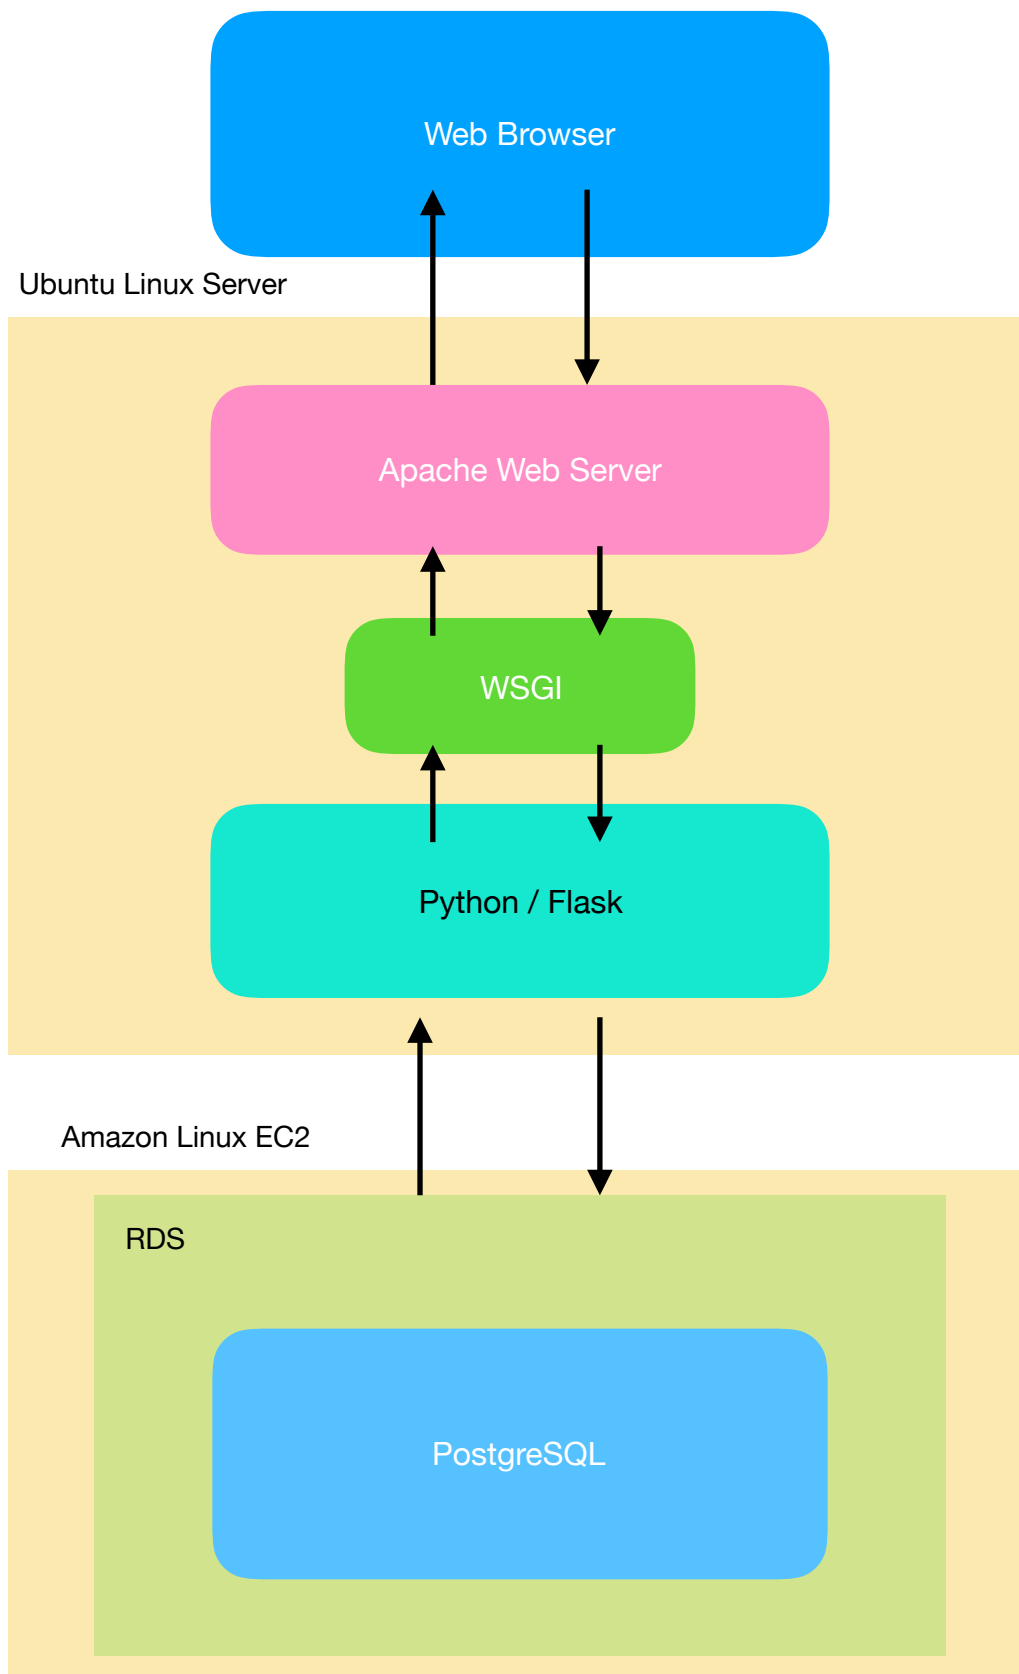 Web Browser
Ubuntu Linux Server
Apache Web Server
WSGI
Python / Flask
Amazon Linux EC2
RDS
PostgreSQL